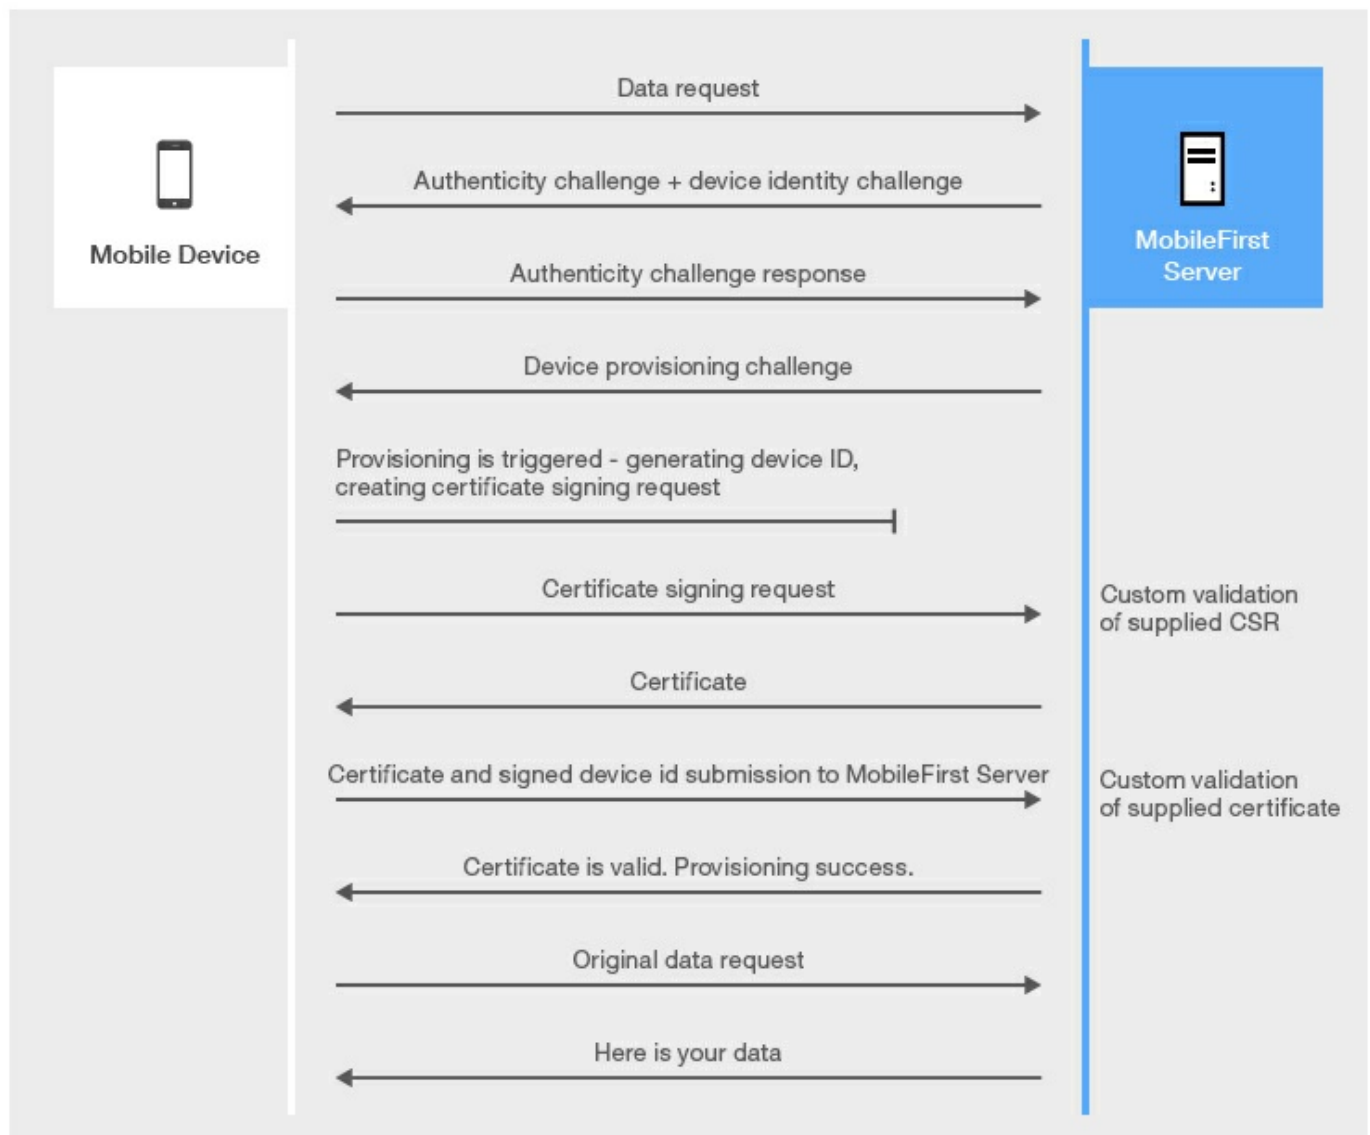 Data request
Authenticity challenge + device identity challenge
Mobile Device
MobileFirst
Server
Authenticity challenge response
Device provisioning challenge
Provisioning is triggered - generating device ID,
creating certificate signing request
Certificate signing request
Custom validation
of supplied CSR
Certificate
Certificate and signed device id submission to MobileFirst Server
Custom validation
of supplied certificate
Certificate is valid. Provisioning success.
Original data request
Here is your data